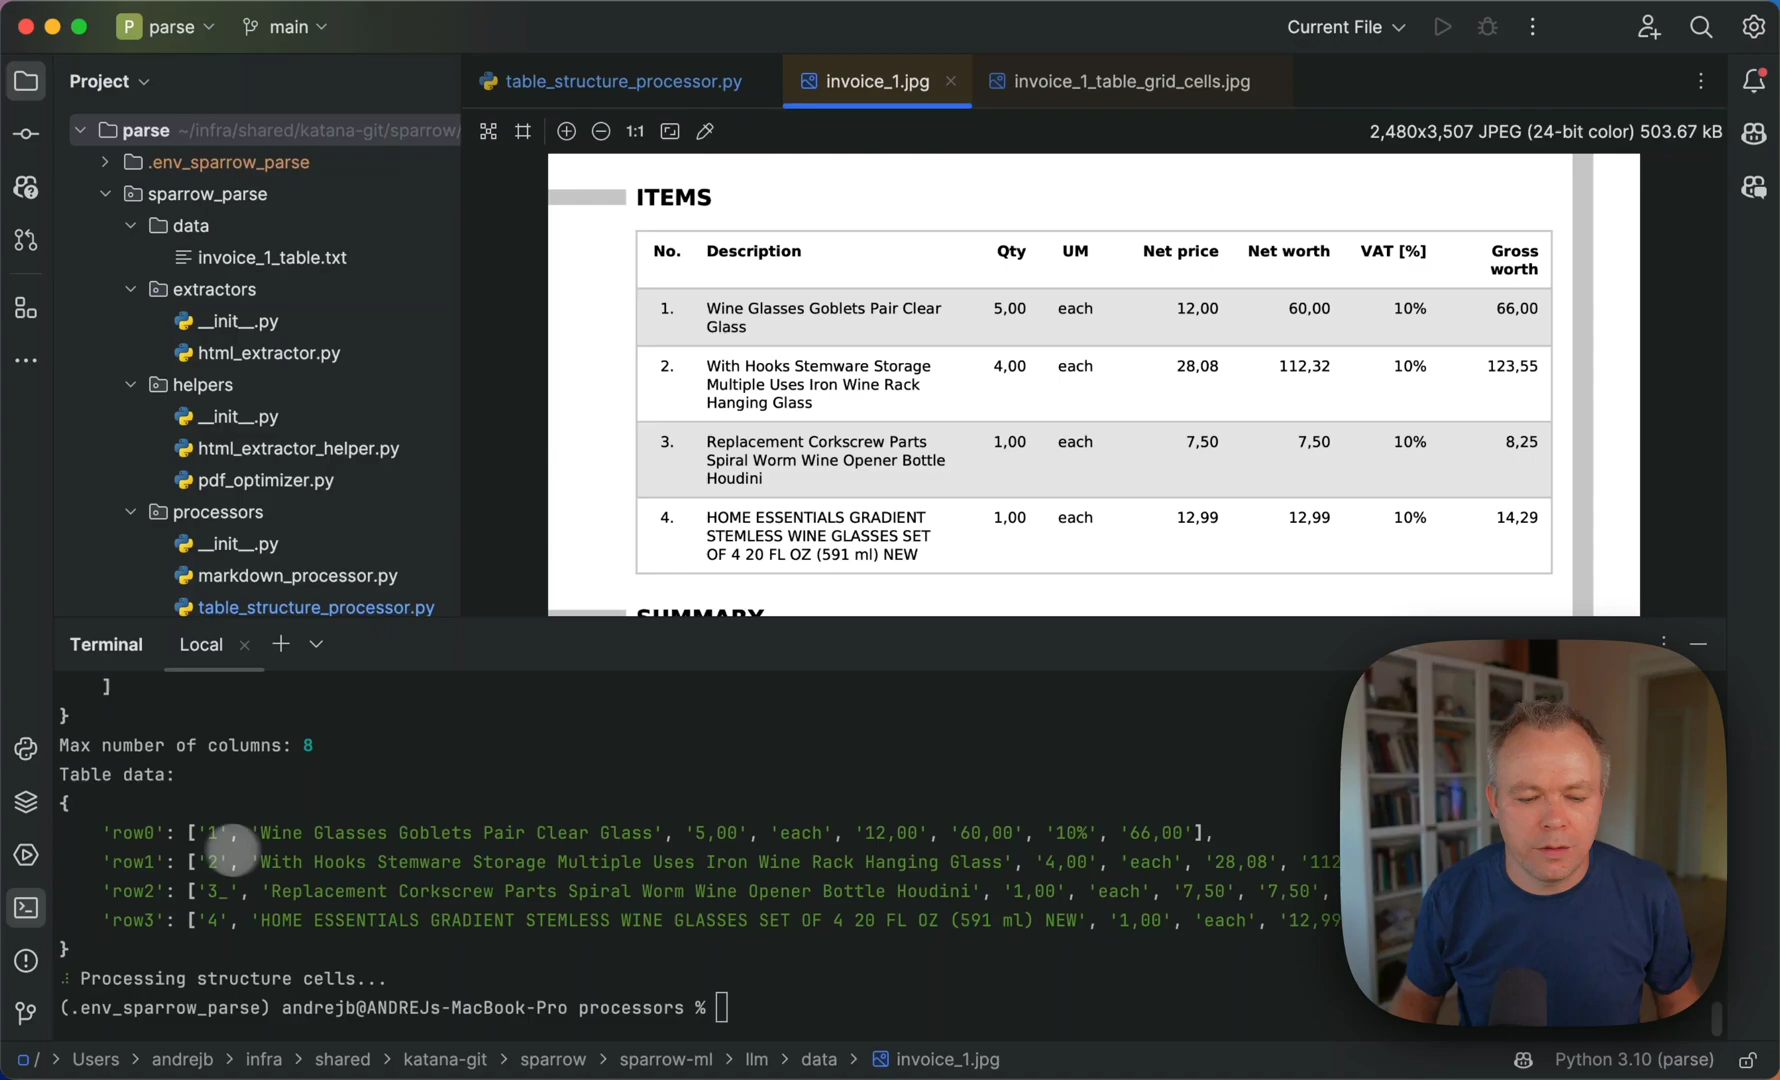 P parse main Current File
Project
table_structure_processor.py
invoice_1.jpg
invoice_1_table_grid_cells.jpg
parse ~/infra/shared/katana-git/sparrow/
1:1
2,480x3,507 JPEG (24-bit color) 503.67 kB
.env_sparrow_parse
sparrow_parse
data
invoice_1_table.txt
extractors
__init__.py
html_extractor.py
helpers
__init__.py
html_extractor_helper.py
pdf_optimizer.py
processors
__init__.py
markdown_processor.py
table_structure_processor.py
ITEMS
No. Description Qty UM Net price Net worth VAT [%] Gross
worth
1. Wine Glasses Goblets Pair Clear 5,00 each 12,00 60,00 10% 66,00
Glass
2. With Hooks Stemware Storage 4,00 each 28,08 112,32 10% 123,55
Multiple Uses Iron Wine Rack
Hanging Glass
3. Replacement Corkscrew Parts 1,00 each 7,50 7,50 10% 8,25
Spiral Worm Wine Opener Bottle
Houdini
4. HOME ESSENTIALS GRADIENT 1,00 each 12,99 12,99 10% 14,29
STEMLESS WINE GLASSES SET
OF 4 20 FL OZ (591 ml) NEW
SUMMARY
Terminal Local
]
}
Max number of columns: 8
Table data:
{
'row0': ['1', 'Wine Glasses Goblets Pair Clear Glass', '5,00', 'each', '12,00', '60,00', '10%', '66,00'],
'row1': ['2', 'With Hooks Stemware Storage Multiple Uses Iron Wine Rack Hanging Glass', '4,00', 'each', '28,08', '112
'row2': ['3_', 'Replacement Corkscrew Parts Spiral Worm Wine Opener Bottle Houdini', '1,00', 'each', '7,50', '7,50',
'row3': ['4', 'HOME ESSENTIALS GRADIENT STEMLESS WINE GLASSES SET OF 4 20 FL OZ (591 ml) NEW', '1,00', 'each', '12,99
}
Processing structure cells...
(.env_sparrow_parse) andrejb@ANDREJs-MacBook-Pro processors %
/ > Users > andrejb > infra > shared > katana-git > sparrow > sparrow-ml > llm > data > invoice_1.jpg
Python 3.10 (parse)